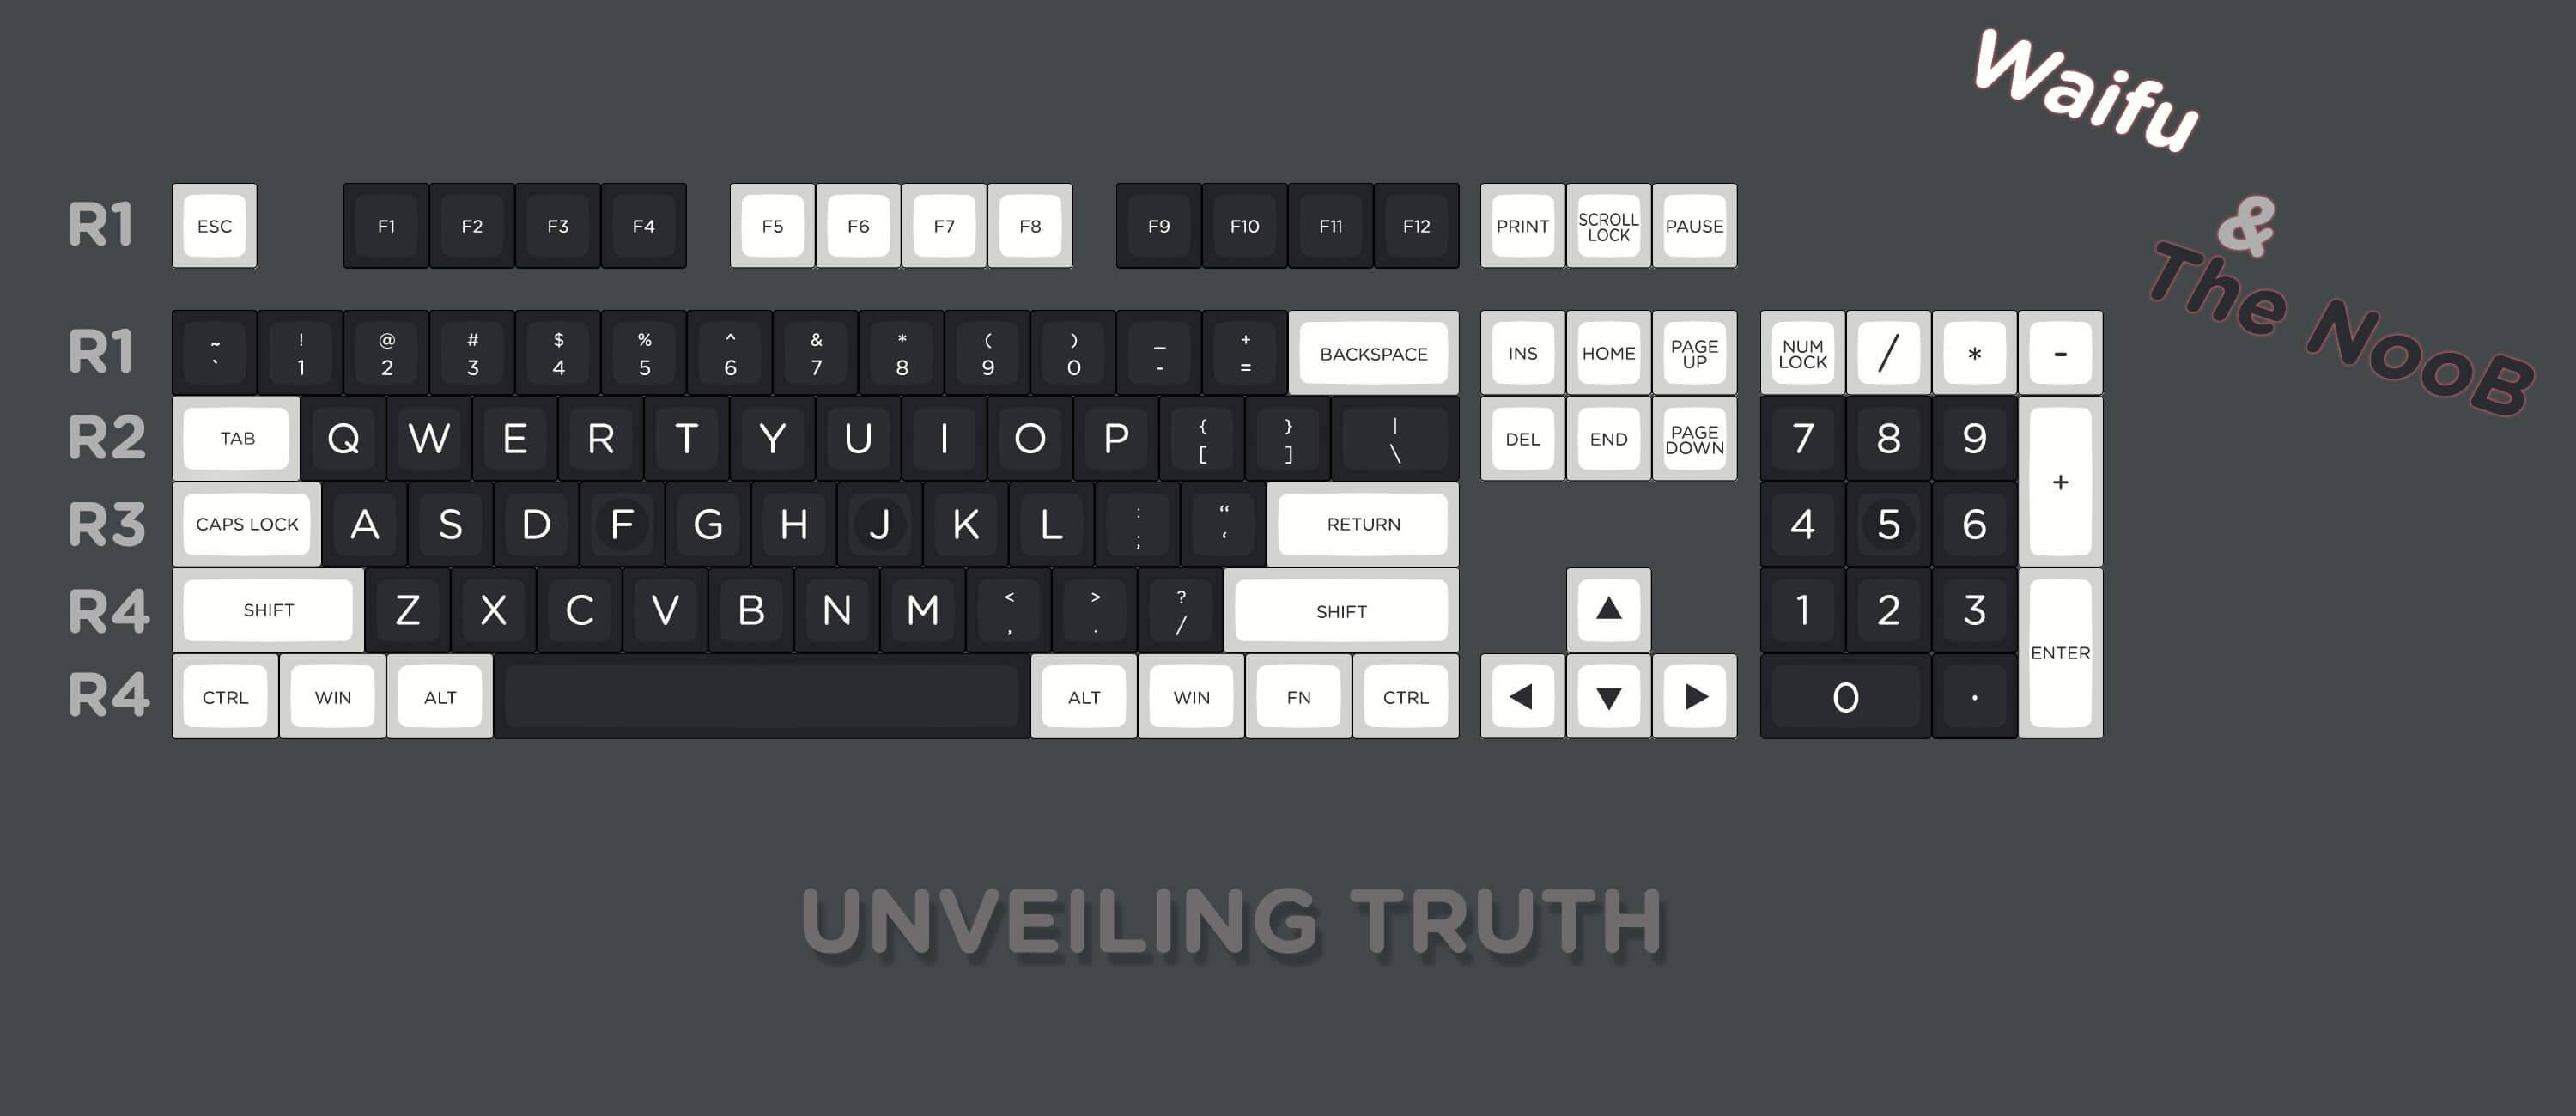 Waifu
&
The NooB
R1 ESC F1 F2 F3 F4 F5 F6 F7 F8 F9 F10 F11 F12 PRINT SCROLL LOCK PAUSE
R1 ~ ` ! 1 @ 2 # 3 $ 4 % 5 ^ 6 & 7 * 8 ( 9 ) 0 _ - + = BACKSPACE INS HOME PAGE UP NUM LOCK / * -
R2 TAB Q W E R T Y U I O P { [ } ] | \ DEL END PAGE DOWN 7 8 9 +
R3 CAPS LOCK A S D F G H J K L : ; “ ‘ RETURN 4 5 6
R4 SHIFT Z X C V B N M < , > . ? / SHIFT ▲ 1 2 3 ENTER
R4 CTRL WIN ALT ALT WIN FN CTRL ◀ ▼ ▶ 0 .
UNVEILING TRUTH